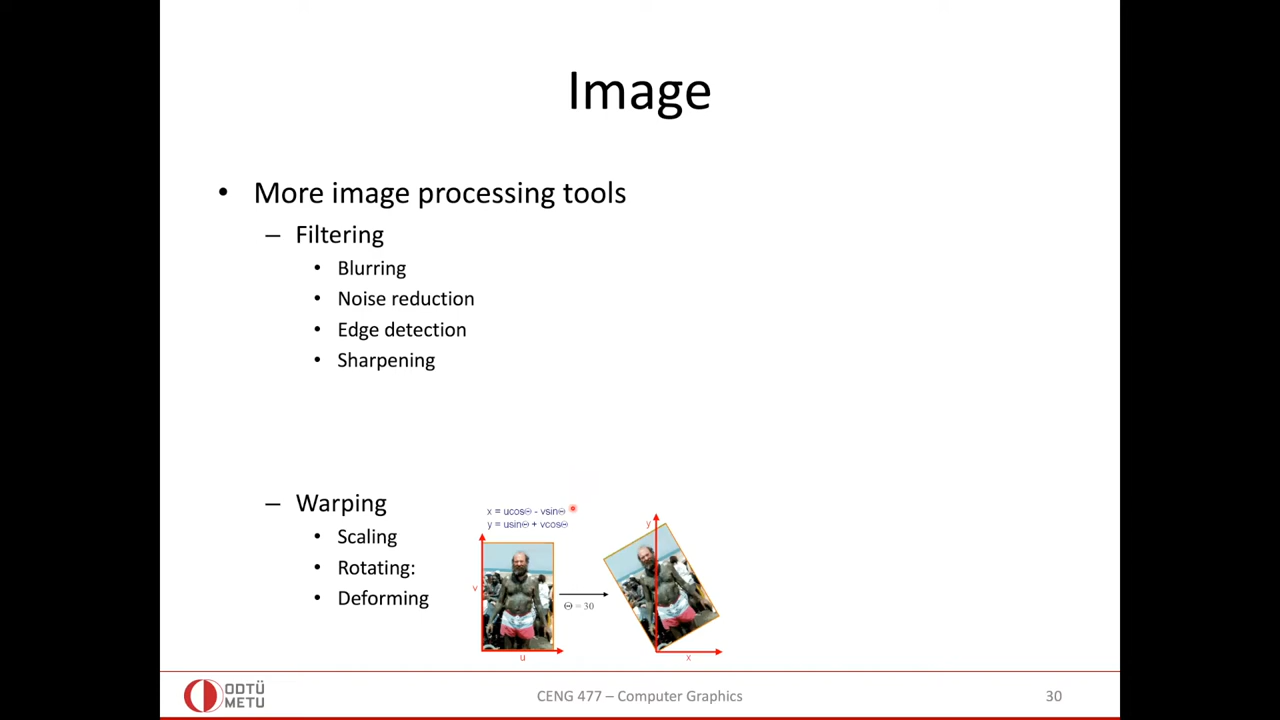 Image
• More image processing tools
– Filtering
• Blurring
• Noise reduction
• Edge detection
• Sharpening
– Warping
• Scaling
• Rotating:
• Deforming
x = ucosΘ - vsinΘ
y = usinΘ + vcosΘ
v
u
Θ = 30
y
x
ODTÜ
METU
CENG 477 – Computer Graphics
30